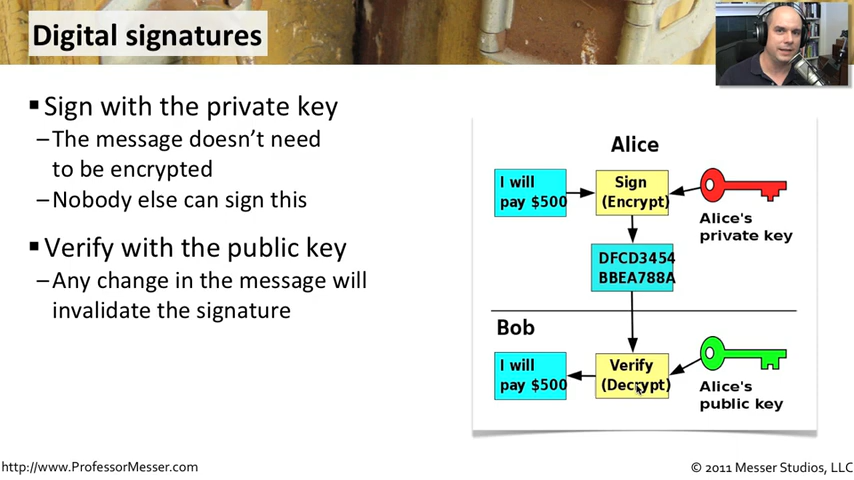 Digital signatures
▪Sign with the private key
–The message doesn't need
to be encrypted
–Nobody else can sign this
▪Verify with the public key
–Any change in the message will
invalidate the signature
Alice
I will
pay $500
Sign
(Encrypt)
Alice's
private key
DFCD3454
BBEA788A
Bob
I will
pay $500
Verify
(Decrypt)
Alice's
public key
http://www.ProfessorMesser.com
© 2011 Messer Studios, LLC